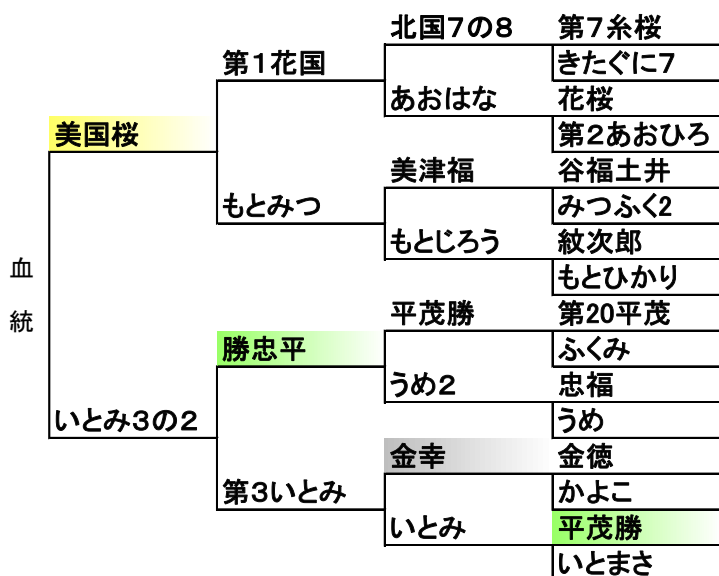 北国７の８ 第７糸桜
第１花国 きたぐに７
あおはな 花桜
美国桜 第２あおひろ
美津福 谷福土井
もとみつ みつふく2
もとじろう 紋次郎
もとひかり
血統
平茂勝 第20平茂
勝忠平 ふくみ
うめ２ 忠福
いとみ３の２ うめ
金幸 金徳
第３いとみ かよこ
いとみ 平茂勝
いとまさ